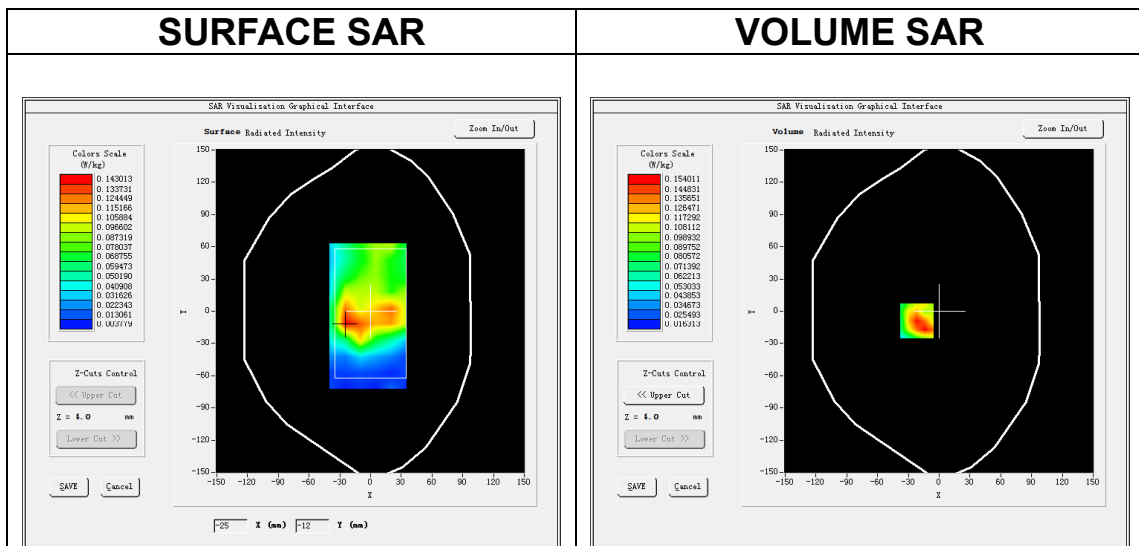 SURFACE SAR
VOLUME SAR
SAR Visualisation Graphical Interface
Surface Radiated Intensity
Zoom In/Out
Colors Scale
(W/kg)
0.143013
0.133731
0.124449
0.115166
0.105884
0.096602
0.087319
0.078037
0.068755
0.059473
0.050190
0.040908
0.031626
0.022343
0.013061
0.003779
150
120
90
60
30
0
-30
-60
-90
-120
-150
Y
-150 -120 -90 -60 -30 0 30 60 90 120 150
X
Z-Cuts Control
<< Upper Cut
Z = 4.0 mm
Lower Cut >>
SAVE Cancel
-25 X (mm) -12 Y (mm)
SAR Visualisation Graphical Interface
Volume Radiated Intensity
Zoom In/Out
Colors Scale
(W/kg)
0.154011
0.144831
0.135651
0.126471
0.117292
0.108112
0.098932
0.089752
0.080572
0.071392
0.062213
0.053033
0.043853
0.034673
0.025493
0.016313
150
120
90
60
30
0
-30
-60
-90
-120
-150
Y
-150 -120 -90 -60 -30 0 30 60 90 120 150
X
Z-Cuts Control
<< Upper Cut
Z = 4.0 mm
Lower Cut >>
SAVE Cancel